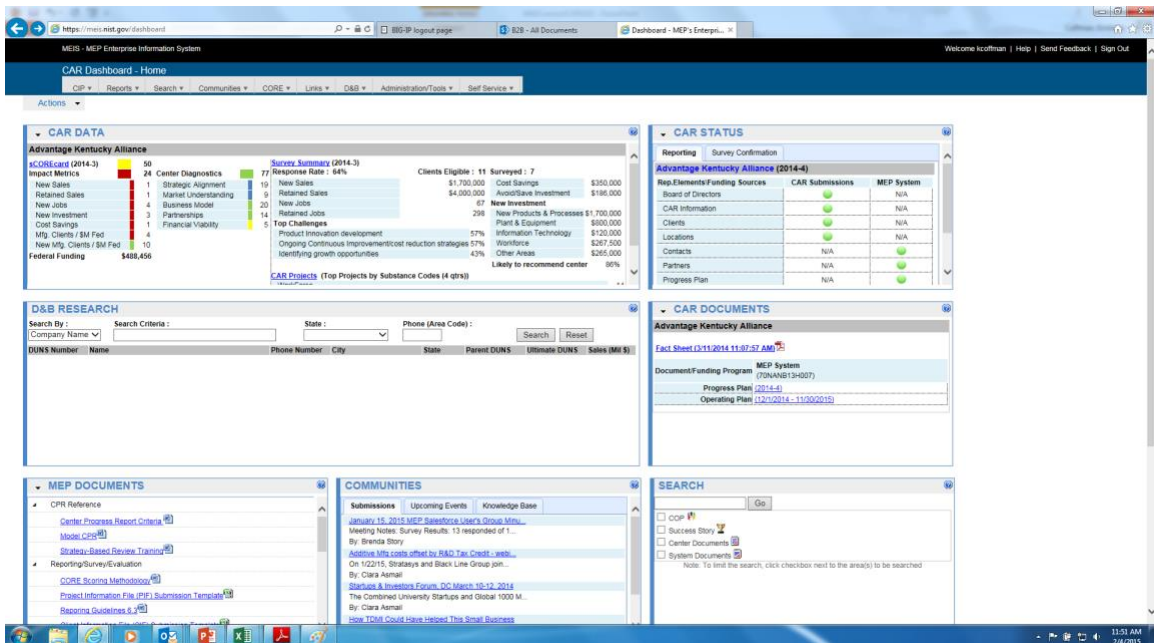 https://meis.nist.gov/dashboard
BIG-IP logout page
B2B - All Documents
Dashboard - MEP's Enterpri...
MEIS - MEP Enterprise Information System
Welcome kcoffman | Help | Send Feedback | Sign Out
CAR Dashboard - Home
CIP Reports Search Communities CORE Links D&B Administration/Tools Self Service
Actions
CAR DATA
Advantage Kentucky Alliance
sCOREcard (2014-3) 50
Impact Metrics 24
New Sales 1
Retained Sales 1
New Jobs 4
New Investment 3
Cost Savings 1
Mfg. Clients / $M Fed 4
New Mfg. Clients / $M Fed 10
Federal Funding $488,456
Center Diagnostics 77
Strategic Alignment 19
Market Understanding 9
Business Model 20
Partnerships 14
Financial Viability 5
Survey Summary (2014-3)
Response Rate : 64% Clients Eligible : 11 Surveyed : 7
New Sales $1,700,000
Retained Sales $4,000,000
New Jobs 67
Retained Jobs 298
Top Challenges
Product Innovation development 57%
Ongoing Continuous Improvement/cost reduction strategies 57%
Identifying growth opportunities 43%
Cost Savings $350,000
Avoid/Save Investment $186,000
New Investment
New Products & Processes $1,700,000
Plant & Equipment $600,000
Information Technology $120,000
Workforce $267,500
Other Areas $265,000
Likely to recommend center 86%
CAR Projects (Top Projects by Substance Codes (4 qtrs))
CAR STATUS
Reporting Survey Confirmation
Advantage Kentucky Alliance (2014-4)
Rep.Elements\Funding Sources CAR Submissions MEP System
Board of Directors N/A
CAR Information N/A
Clients N/A
Locations N/A
Contacts N/A
Partners N/A
Progress Plan N/A
D&B RESEARCH
Search By : Search Criteria : State : Phone (Area Code) :
Company Name Search Reset
DUNS Number Name Phone Number City State Parent DUNS Ultimate DUNS Sales (Mil $)
CAR DOCUMENTS
Advantage Kentucky Alliance
Fact Sheet (3/11/2014 11:07:57 AM)
Document/Funding Program MEP System
(70NANB13H007)
Progress Plan (2014-4)
Operating Plan (12/1/2014 - 11/30/2015)
MEP DOCUMENTS
CPR Reference
Center Progress Report Criteria
Model CPR
Strategy-Based Review Training
Reporting/Survey/Evaluation
CORE Scoring Methodology
Project Information File (PIF) Submission Template
Reporing Guidelines 6.3
COMMUNITIES
Submissions Upcoming Events Knowledge Base
January 15, 2015 MEP Salesforce User's Group Minu...
Meeting Notes: Survey Results: 13 responded of 1...
By: Brenda Story
Additive Mfg costs offset by R&D Tax Credit - webi...
On 1/22/15, Stratasys and Black Line Group join...
By: Clara Asmail
Startups & Investors Forum, DC March 10-12, 2014
The Combined University Startups and Global 1000 M...
By: Clara Asmail
How TDMI Could Have Helped This Small Business
SEARCH
Go
COP
Success Story
Center Documents
System Documents
Note: To limit the search, click checkbox next to the area(s) to be searched
11:51 AM
2/4/2015